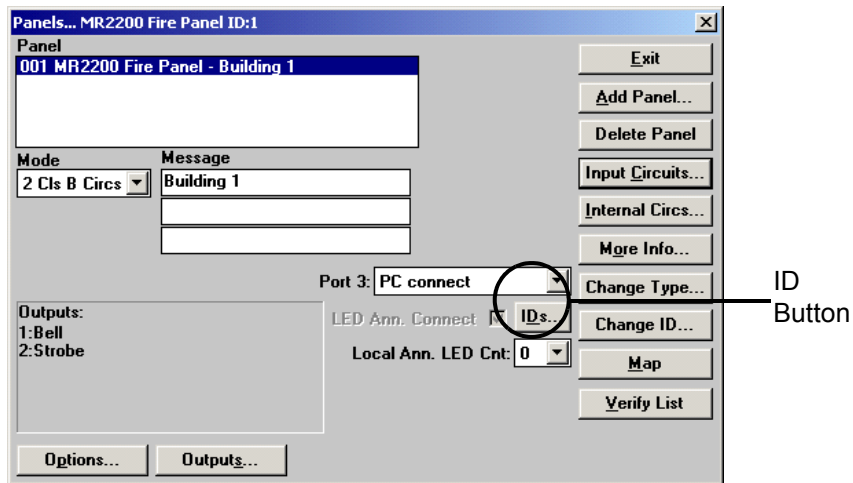 Panels... MR2200 Fire Panel ID:1
Panel
001 MR2200 Fire Panel - Building 1
Mode
Message
2 Cls B Circs
Building 1
Port 3: PC connect
LED Ann. Connect
IDs...
Local Ann. LED Cnt: 0
Outputs:
1:Bell
2:Strobe
Options...
Outputs...
Exit
Add Panel...
Delete Panel
Input Circuits...
Internal Circs...
More Info...
Change Type...
Change ID...
Map
Verify List
ID
Button